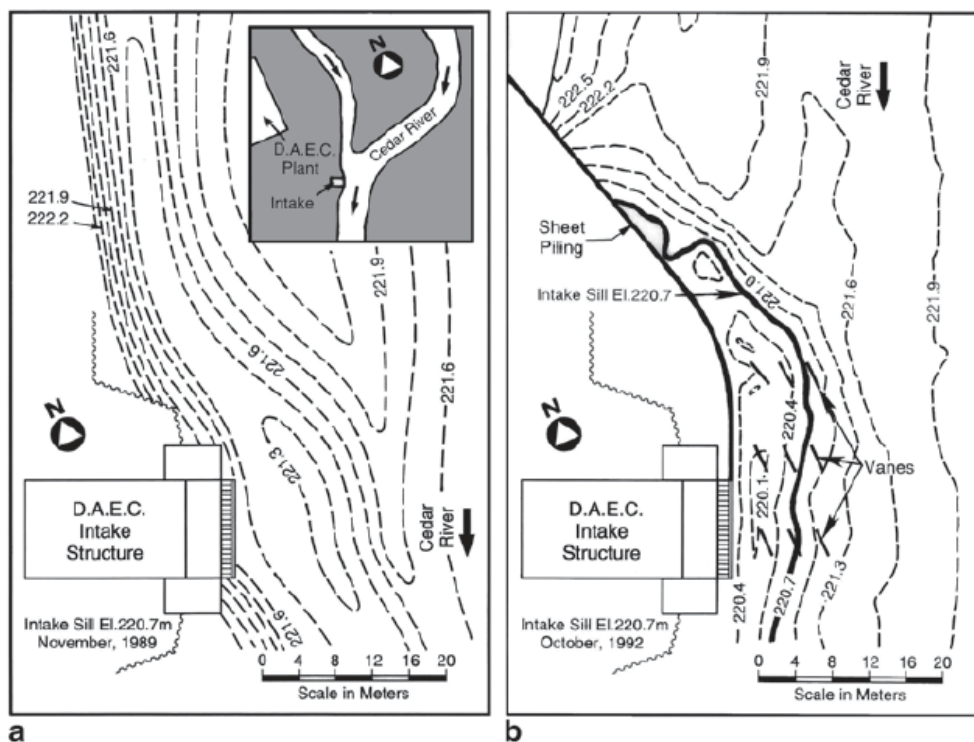 221.6
N
D.A.E.C.
Plant
Intake
Cedar River
221.9
222.2
221.9
221.6
221.6
221.3
N
D.A.E.C.
Intake
Structure
Cedar
River
Intake Sill El.220.7m
November, 1989
221.6
0 4 8 12 16 20
Scale in Meters
a
222.5
222.2
221.9
Cedar
River
Sheet
Piling
Intake Sill El.220.7
221.0
221.6
221.9
N
220.4
Vanes
220.1
D.A.E.C.
Intake
Structure
220.4
220.7
221.3
Intake Sill El.220.7m
October, 1992
0 4 8 12 16 20
Scale in Meters
b